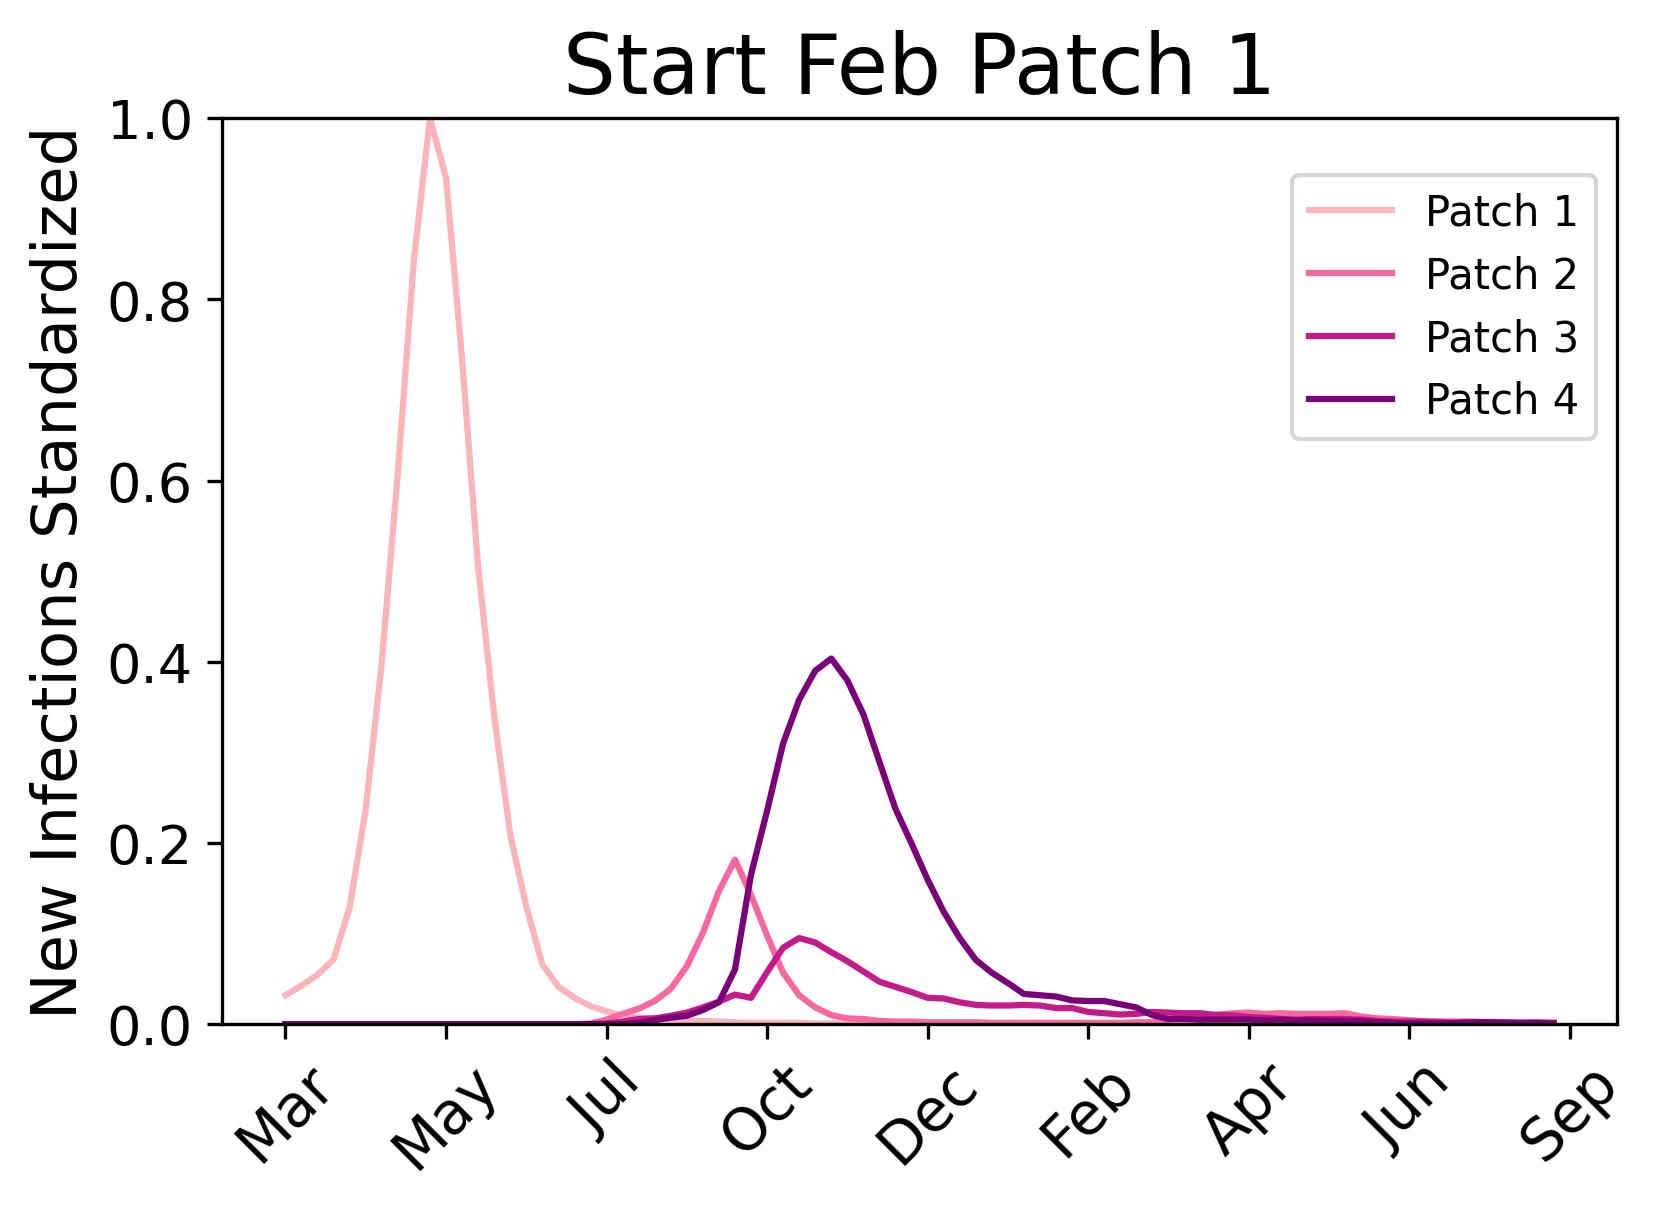 Start Feb Patch 1
New Infections Standardized
1.0
0.8
0.6
0.4
0.2
0.0
Patch 1
Patch 2
Patch 3
Patch 4
Mar May Jul Oct Dec Feb Apr Jun Sep